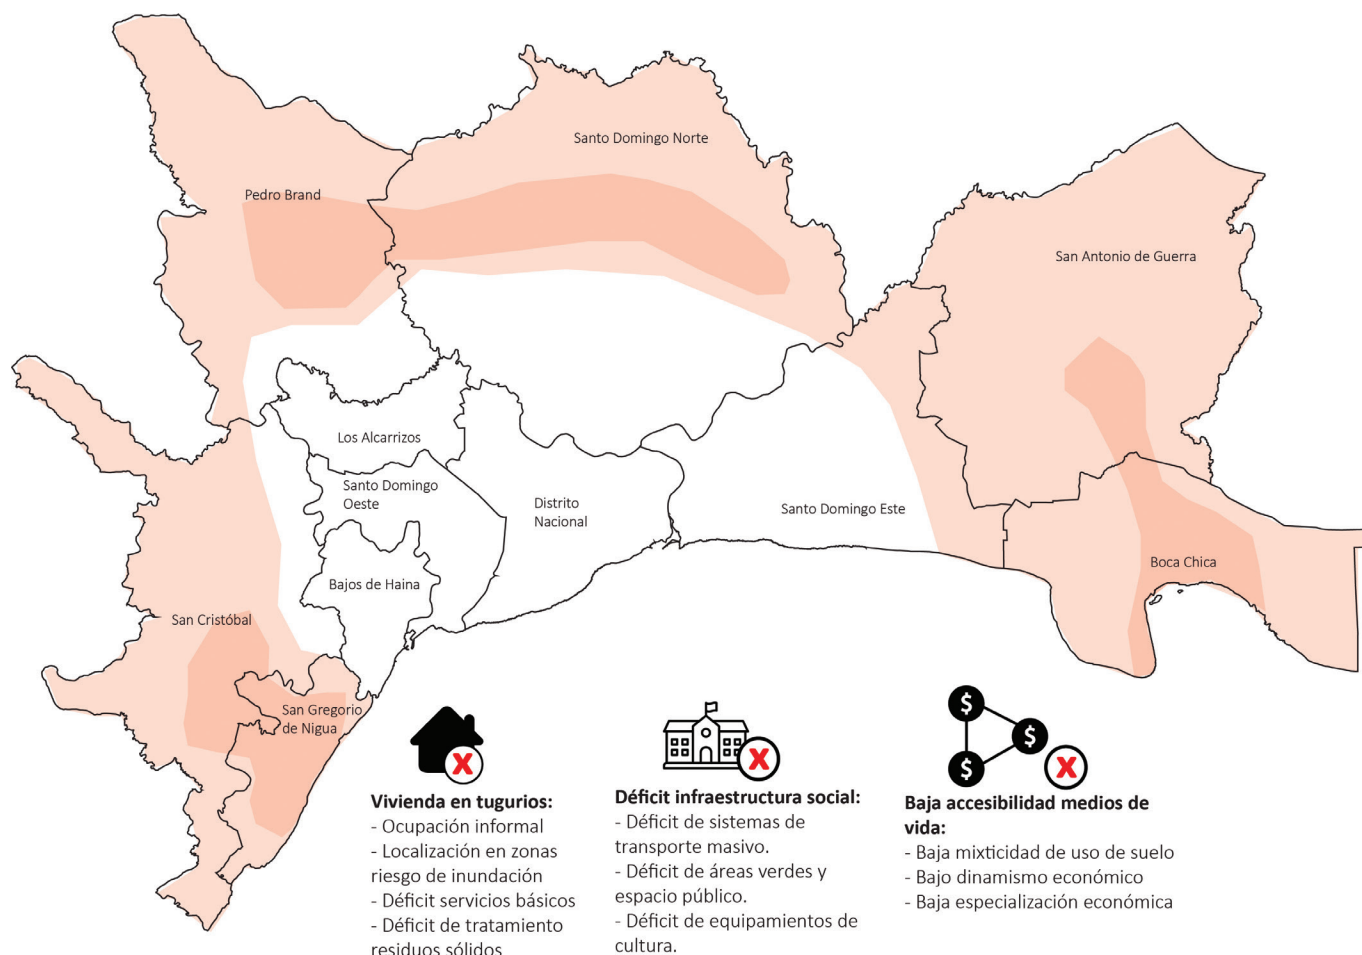 Santo Domingo Norte
Pedro Brand
San Antonio de Guerra
Los Alcarrizos
Santo Domingo
Oeste
Distrito
Nacional
Santo Domingo Este
Boca Chica
Bajos de Haina
San Cristóbal
San Gregorio
de Nigua
X
Vivienda en tugurios:
- Ocupación informal
- Localización en zonas
riesgo de inundación
- Déficit servicios básicos
- Déficit de tratamiento
residuos sólidos
X
Déficit infraestructura social:
- Déficit de sistemas de
transporte masivo.
- Déficit de áreas verdes y
espacio público.
- Déficit de equipamientos de
cultura.
$
$
$
X
Baja accesibilidad medios de
vida:
- Baja mixticidad de uso de suelo
- Bajo dinamismo económico
- Baja especialización económica